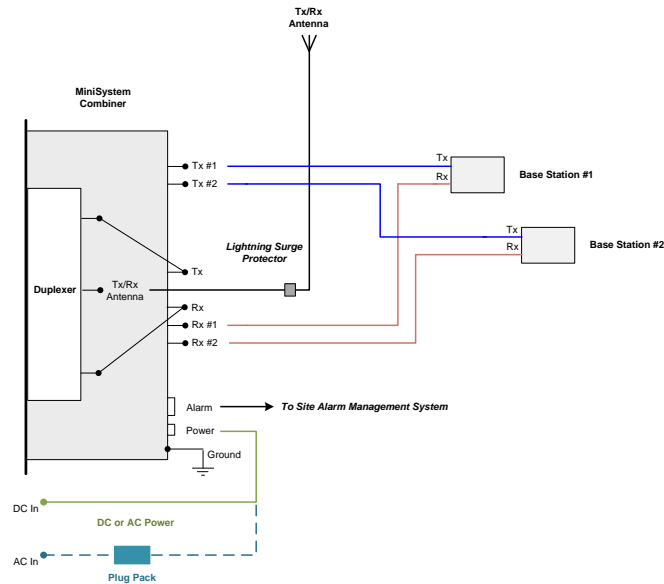 Tx/Rx
Antenna
MiniSystem
Combiner
Tx #1
Tx #2
Tx
Rx
Base Station #1
Tx
Rx
Base Station #2
Lightning Surge
Protector
Tx
Duplexer
Tx/Rx
Antenna
Rx
Rx #1
Rx #2
Alarm
To Site Alarm Management System
Power
Ground
DC In
DC or AC Power
AC In
Plug Pack